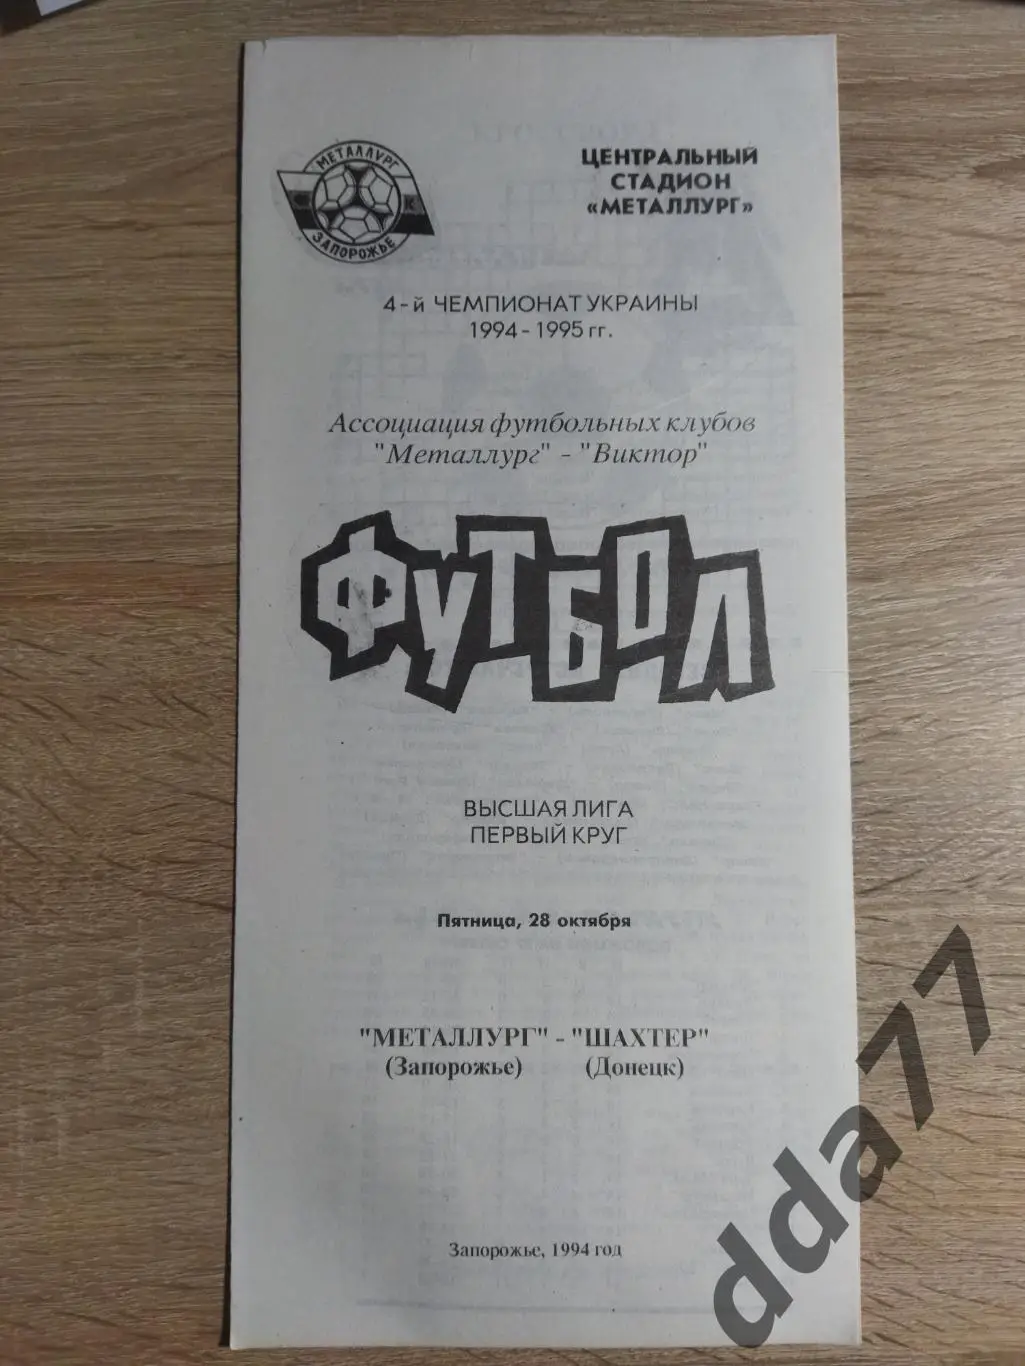 МЕТАЛЛУРГ
С К
ЗАПОРОЖЬЕ
ЦЕНТРАЛЬНЫЙ
СТАДИОН
«МЕТАЛЛУРГ»
4-й ЧЕМПИОНАТ УКРАИНЫ
1994-1995 гг.
Ассоциация футбольных клубов
"Металлург" - "Виктор"
ФУТБОЛ
ВЫСШАЯ ЛИГА
ПЕРВЫЙ КРУГ
Пятница, 28 октября
"МЕТАЛЛУРГ" - "ШАХТЕР"
(Запорожье) (Донецк)
Запорожье, 1994 год
dda77